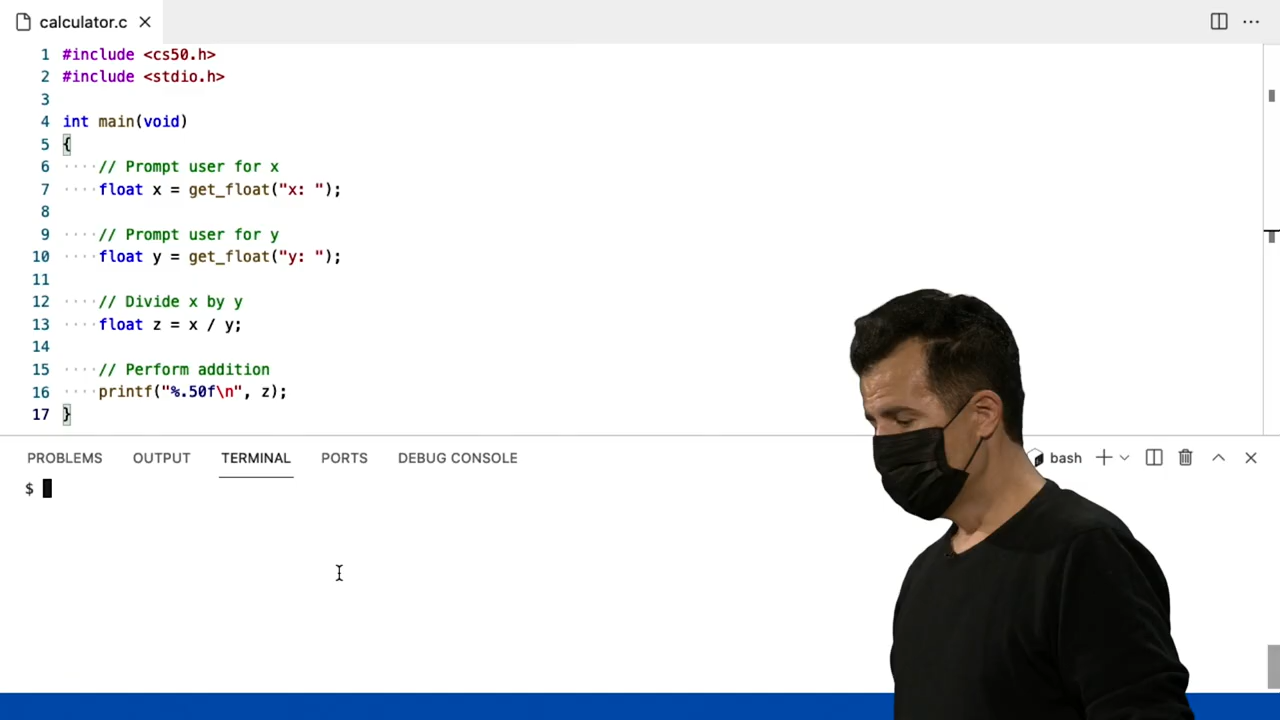 calculator.c
1 #include <cs50.h>
2 #include <stdio.h>
3
4 int main(void)
5 {
6 ····// Prompt user for x
7 ····float x = get_float("x: ");
8
9 ····// Prompt user for y
10 ····float y = get_float("y: ");
11
12 ····// Divide x by y
13 ····float z = x / y;
14
15 ····// Perform addition
16 ····printf("%.50f\n", z);
17 }
PROBLEMS OUTPUT TERMINAL PORTS DEBUG CONSOLE bash
$